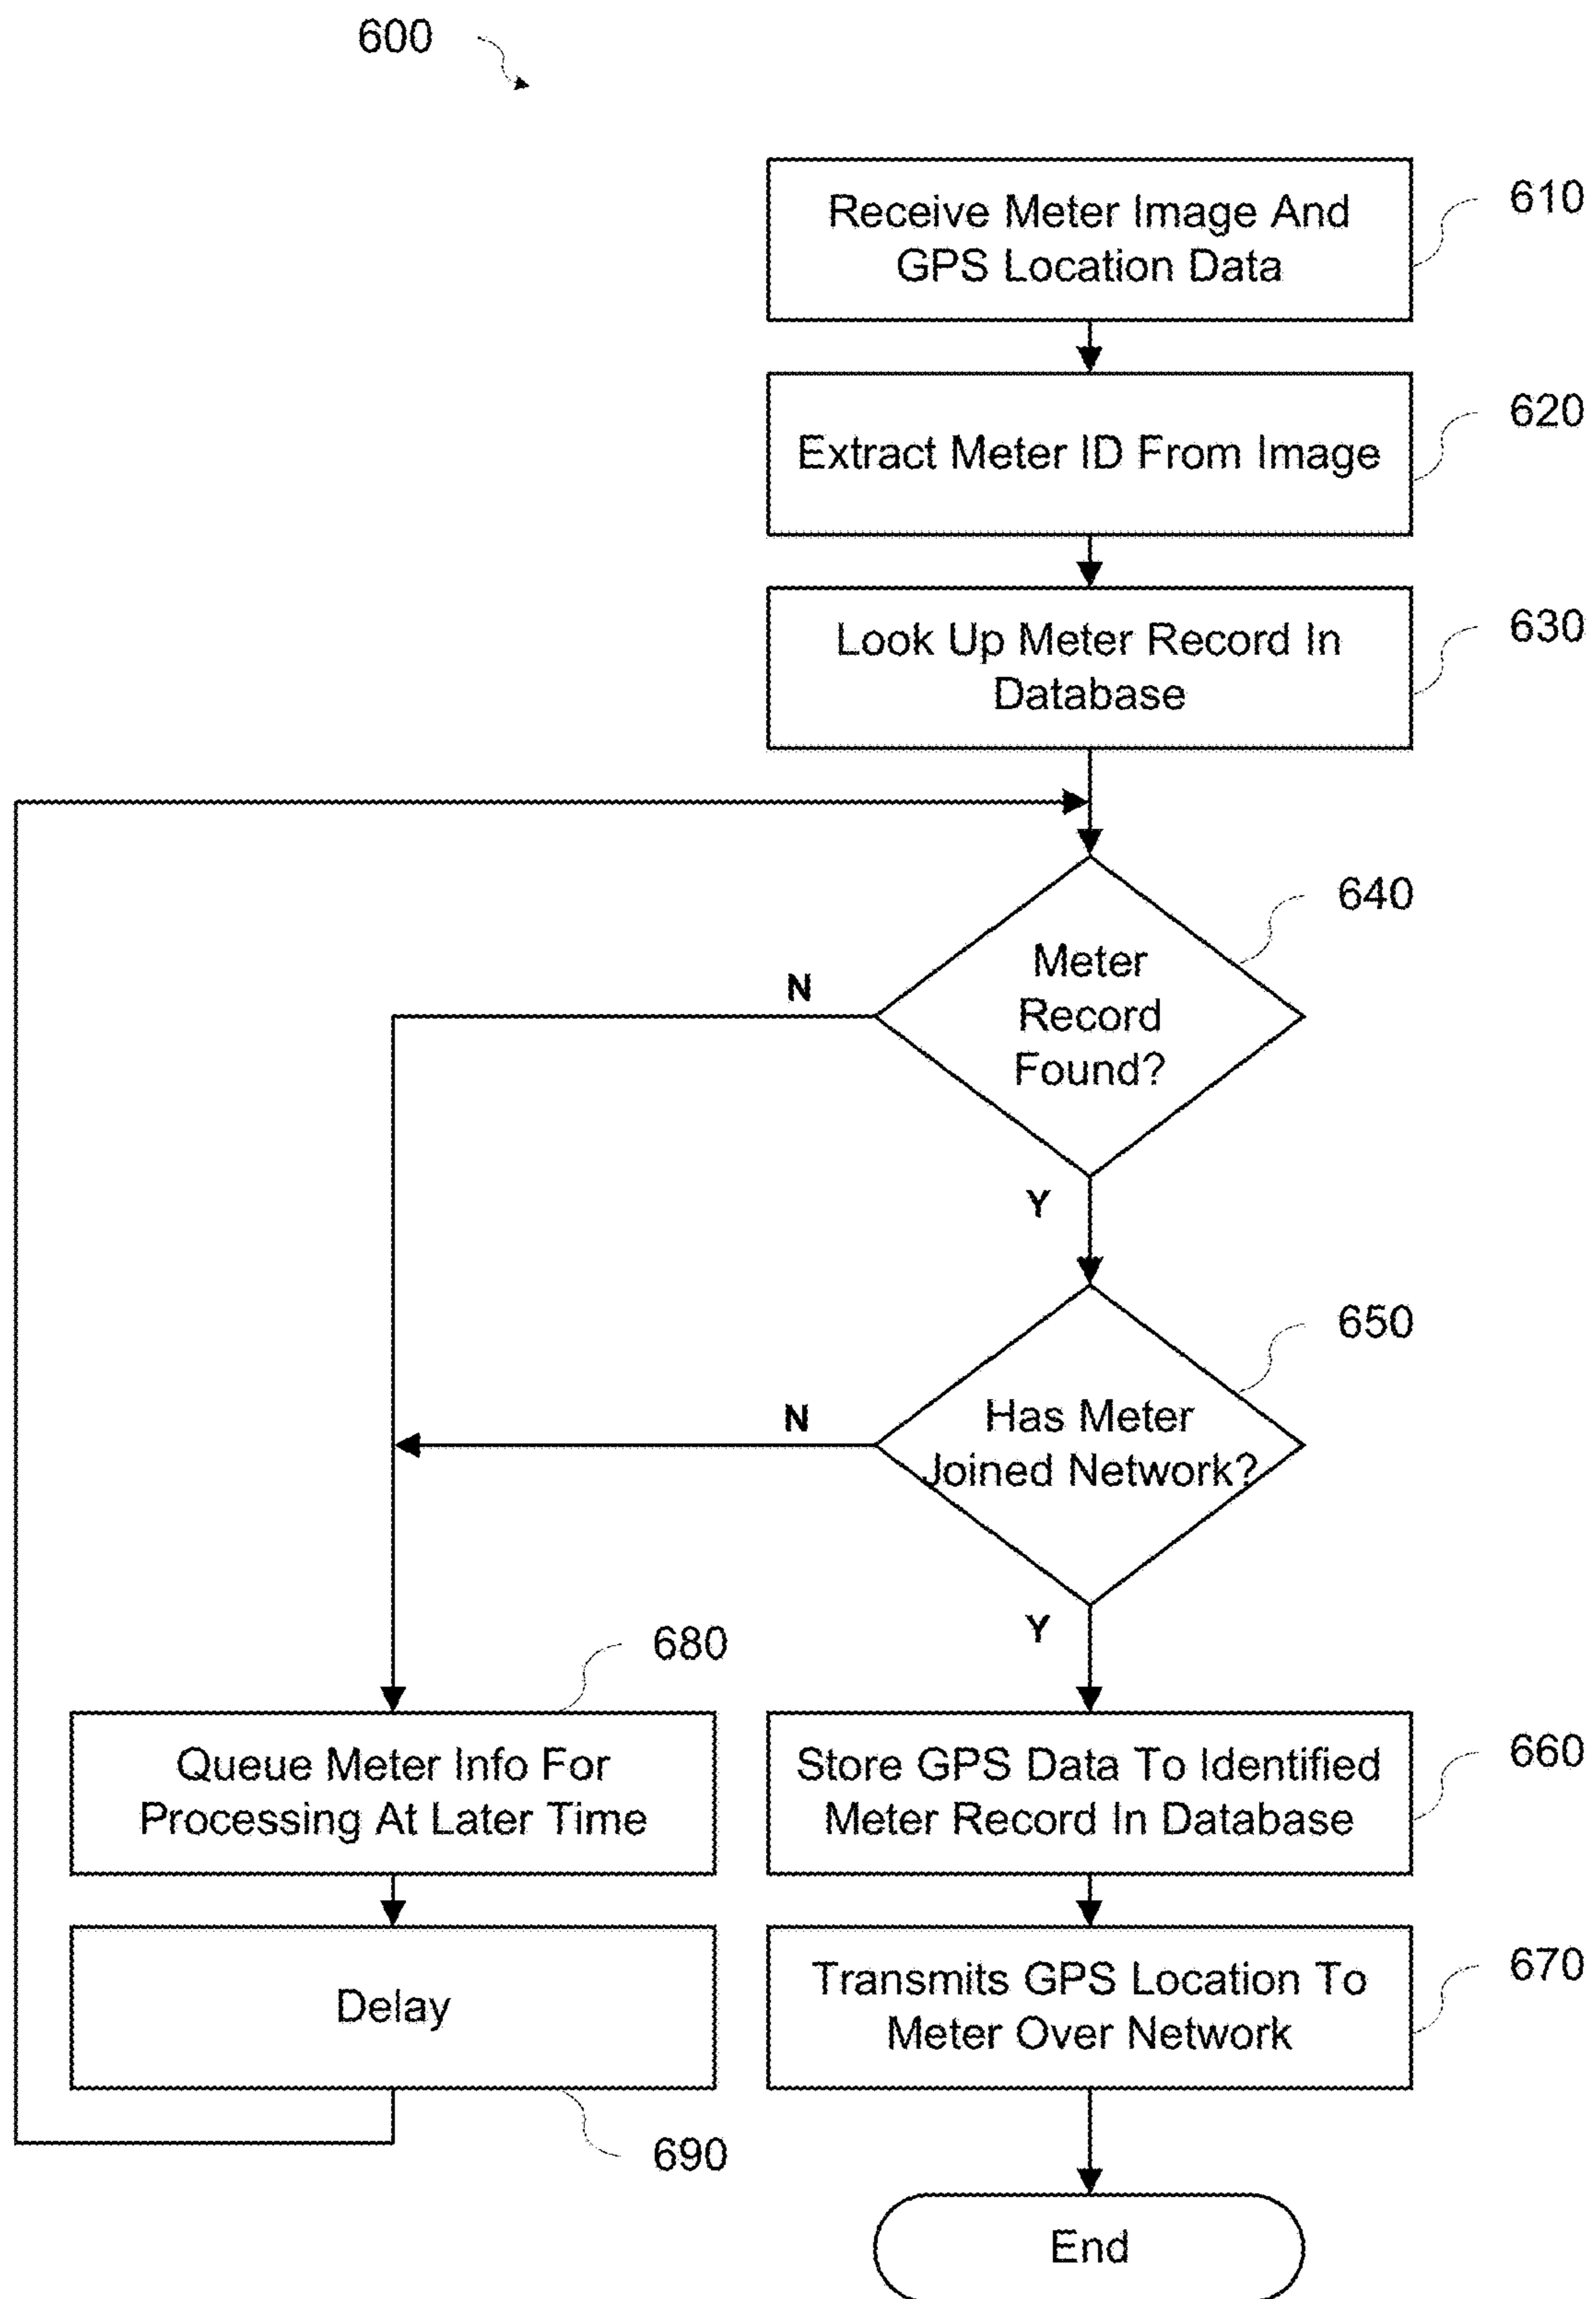 600
Receive Meter Image And
GPS Location Data
610
Extract Meter ID From Image
620
Look Up Meter Record In
Database
630
640
Meter
Record
Found?
N
Y
650
Has Meter
Joined Network?
N
Y
680
Queue Meter Info For
Processing At Later Time
Store GPS Data To Identified
Meter Record In Database
660
Delay
690
Transmits GPS Location To
Meter Over Network
670
End